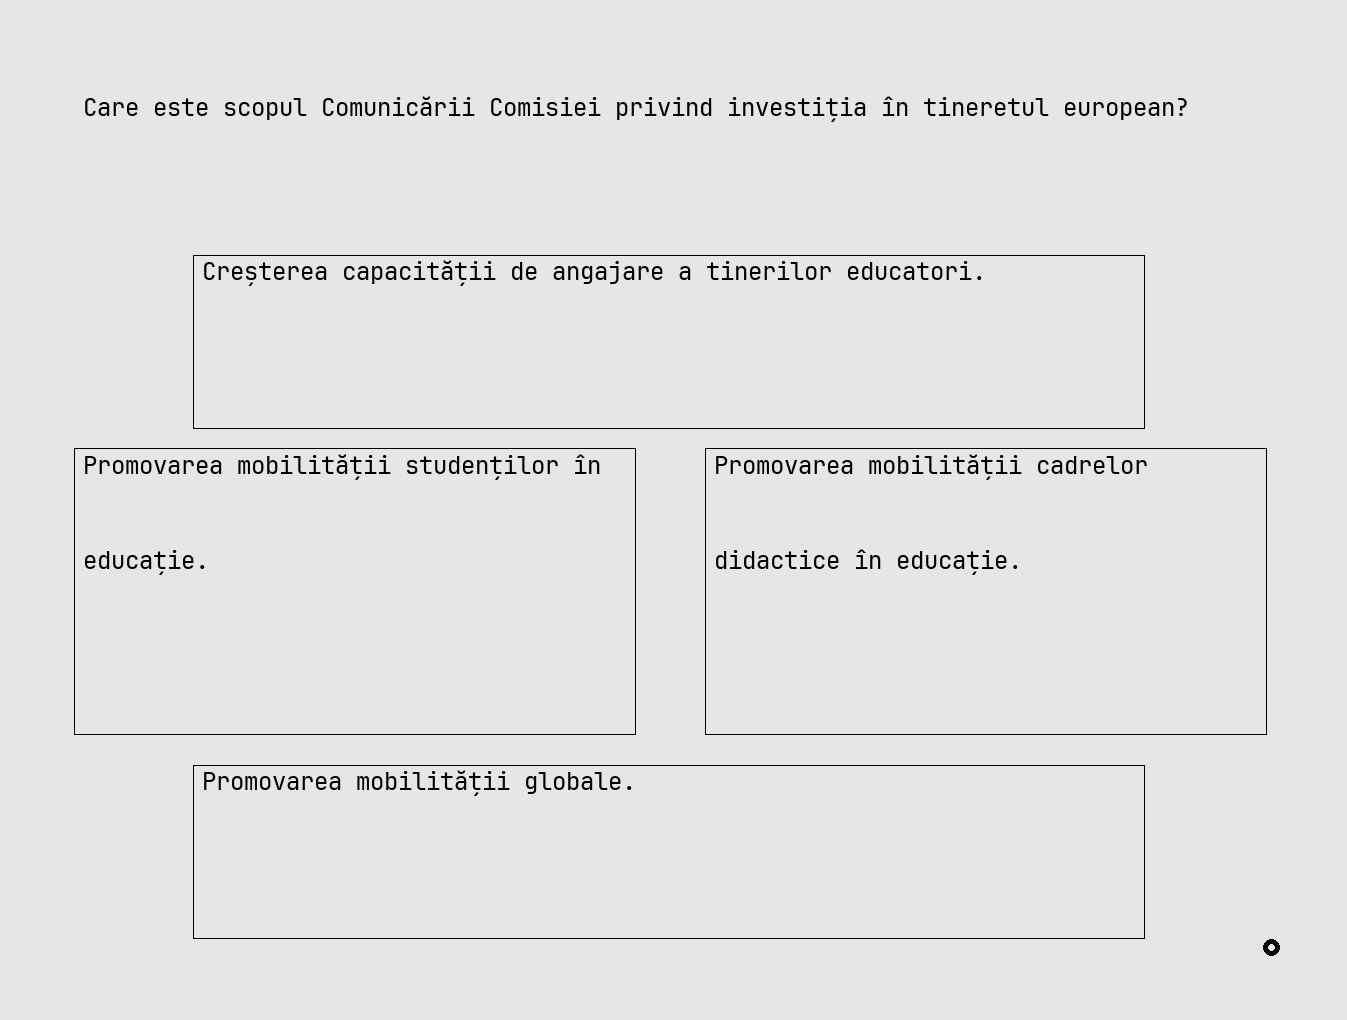 Care este scopul Comunicării Comisiei privind investiția în tineretul european?
Creșterea capacității de angajare a tinerilor educatori.
Promovarea mobilității studenților în
educație.
Promovarea mobilității cadrelor
didactice în educație.
Promovarea mobilității globale.